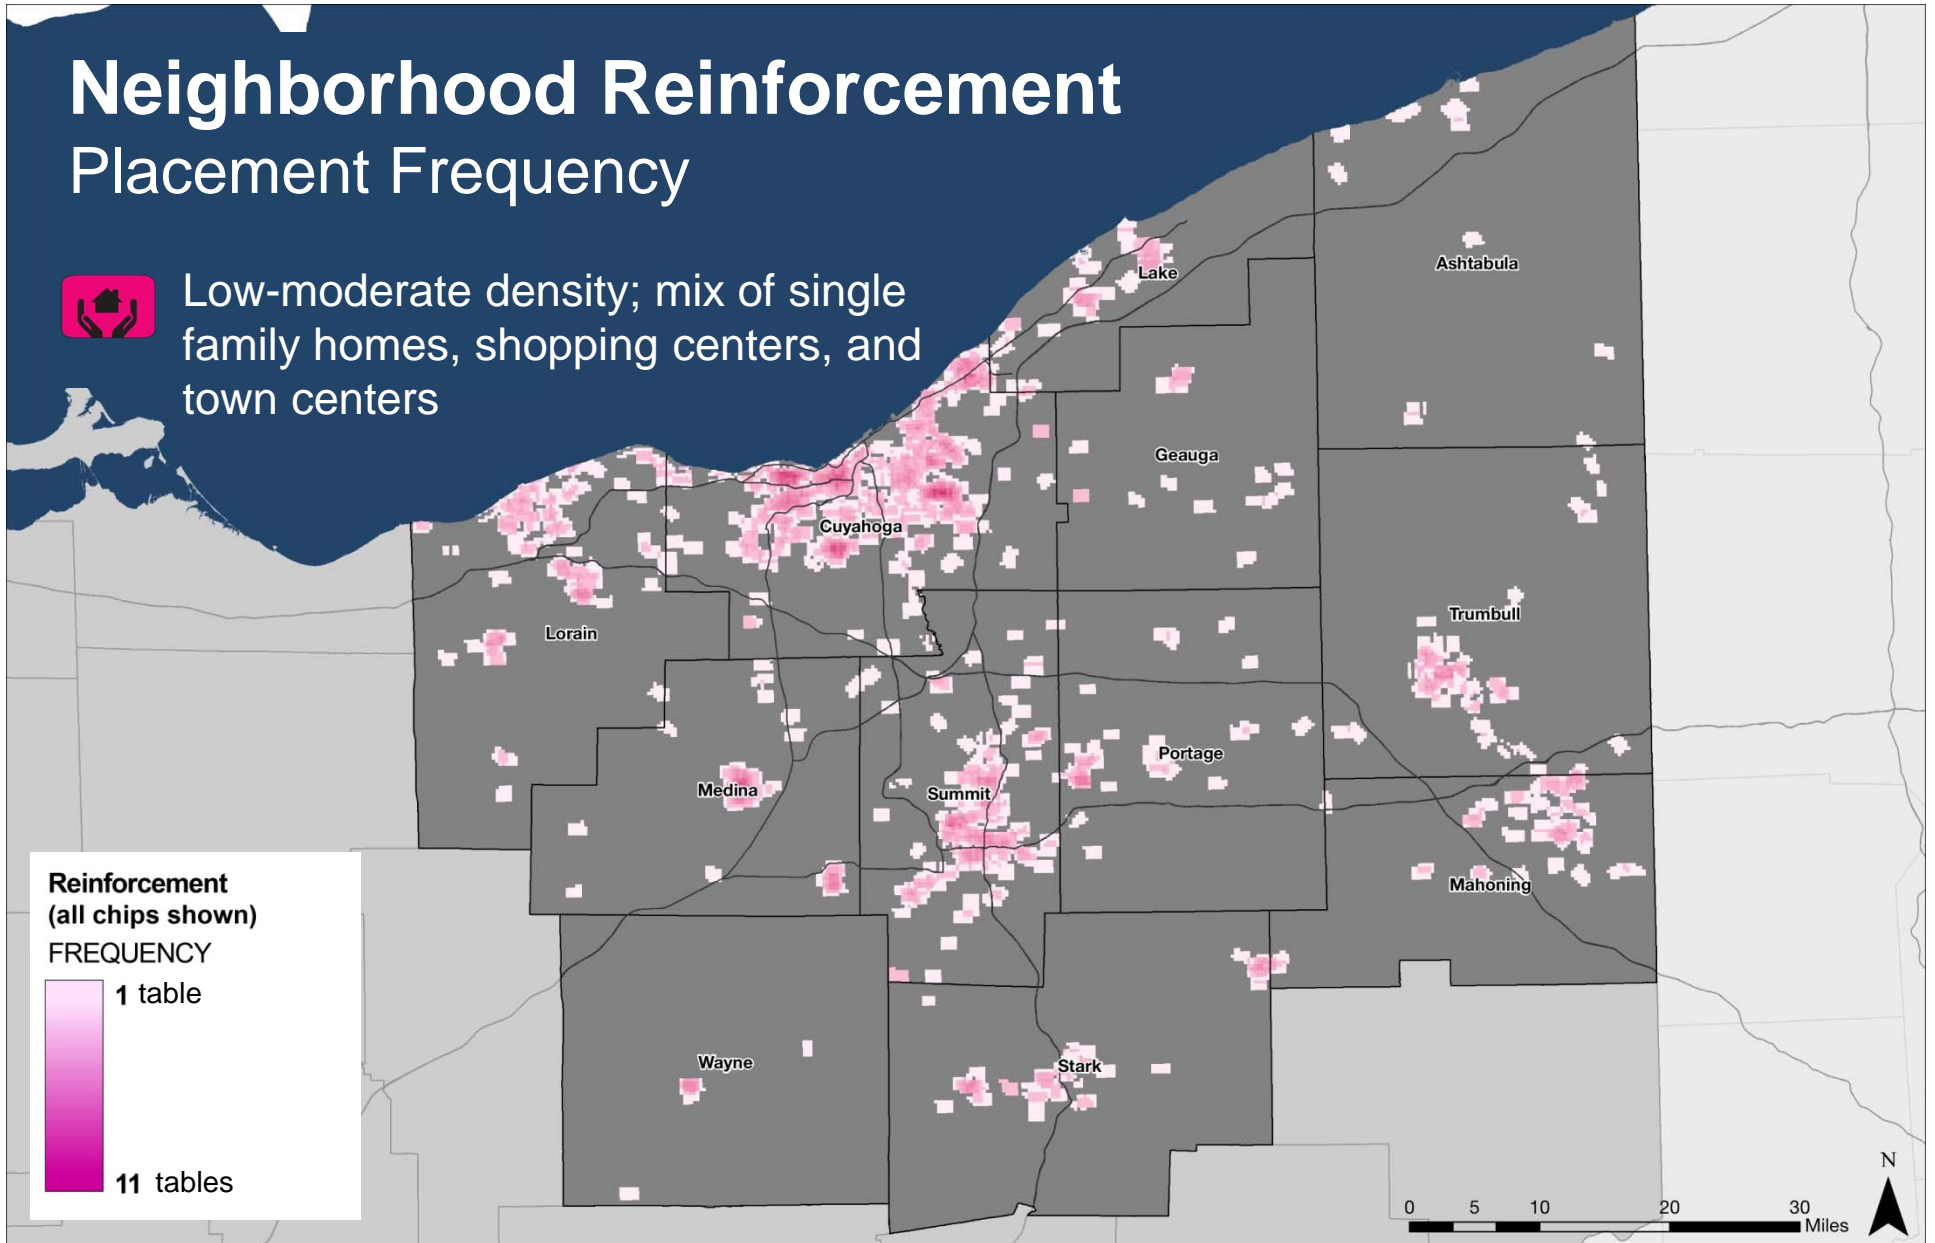 Neighborhood Reinforcement
Placement Frequency
Low-moderate density; mix of single
family homes, shopping centers, and
town centers
Lake
Ashtabula
Geauga
Cuyahoga
Trumbull
Lorain
Portage
Medina
Summit
Mahoning
Wayne
Stark
Reinforcement
(all chips shown)
FREQUENCY
1 table
11 tables
N
0 5 10 20 30
Miles